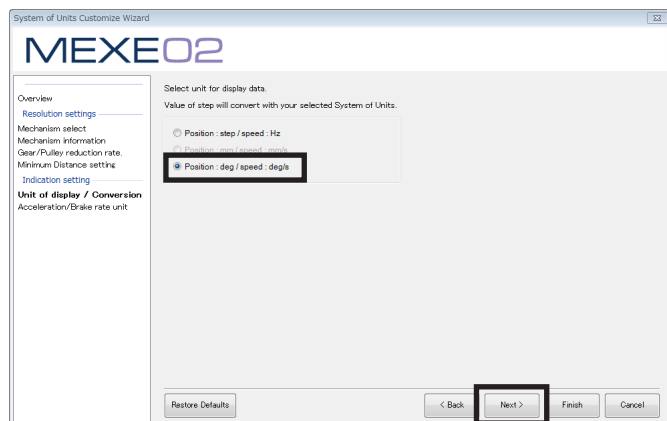 System of Units Customize Wizard
MEXE02
Overview
Resolution settings
Mechanism select
Mechanism information
Gear/Pulley reduction rate.
Minimum Distance setting
Indication setting
Unit of display / Conversion
Acceleration/Brake rate unit
Select unit for display data.
Value of step will convert with your selected System of Units.
Position : step / speed : Hz
Position : mm / speed : mm/s
Position : deg / speed : deg/s
Restore Defaults
< Back
Next >
Finish
Cancel